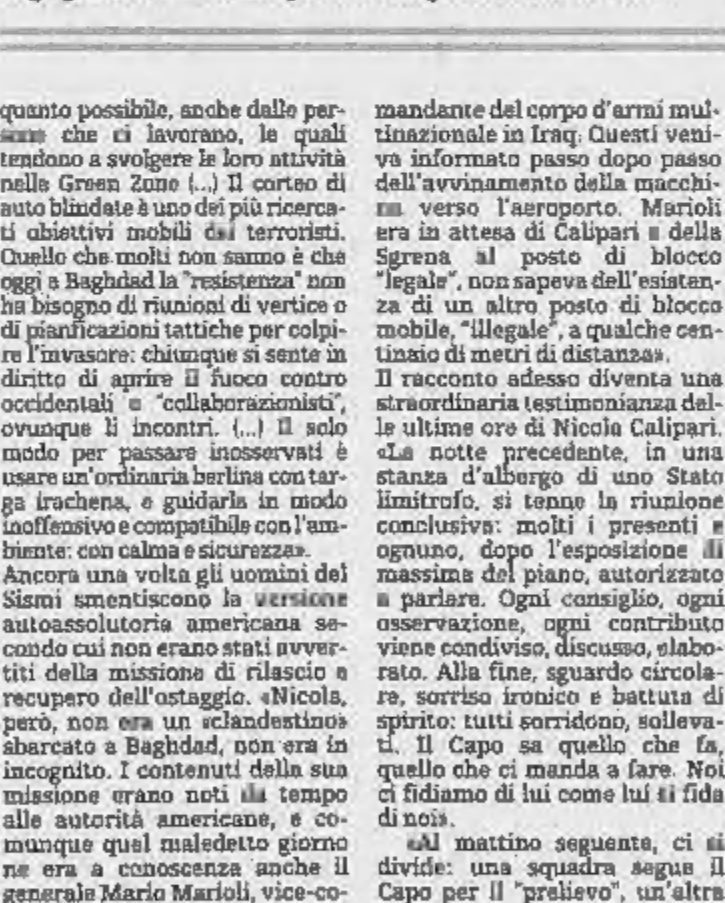 quanto possibile, anche dalle per-
sone che ci lavorano, le quali
tendono a svolgere le loro attività
nella Green Zone (...) Il corteo di
auto blindate è uno dei più ricerca-
ti obiettivi mobili dei terroristi.
Quello che molti non sanno è che
oggi a Baghdad la "resistenza" non
ha bisogno di riunioni di vertice o
di pianficazioni tattiche per colpi-
re l'invasore: chiunque si sente in
diritto di aprire il fuoco contro
occidentali e "collaborazionisti",
ovunque li incontri. (...) Il solo
modo per passare inosservati è
usare un'ordinaria berlina con tar-
ga irachena, e guidarla in modo
inoffensivo e compatibile con l'am-
biente: con calma e sicurezza».
Ancora una volta gli uomini del
Sismi smentiscono la versione
autoassolutoria americana se-
condo cui non erano stati avver-
titi della missione di rilascio e
recupero dell'ostaggio. «Nicola,
però, non era un «clandestino»
sbarcato a Baghdad, non era in
incognito. I contenuti della sua
missione erano noti da tempo
alle autorità americane, e co-
munque quel maledetto giorno
ne era a conoscenza anche il
generale Mario Marioli, vice-co-
mandante del corpo d'armi mul-
tinazionale in Iraq. Questi veni-
va informato passo dopo passo
dell'avvinamento della macchi-
na verso l'aeroporto. Marioli
era in attesa di Calipari e della
Sgrena al posto di blocco
"legale", non sapeva dell'esisten-
za di un altro posto di blocco
mobile, "illegale", a qualche cen-
tinaio di metri di distanza».
Il racconto adesso diventa una
straordinaria testimonianza del-
le ultime ore di Nicola Calipari.
«La notte precedente, in una
stanza d'albergo di uno Stato
limitrofo, si tenne la riunione
conclusiva: molti i presenti e
ognuno, dopo l'esposizione di
massima del piano, autorizzato
a parlare. Ogni consiglio, ogni
osservazione, ogni contributo
viene condiviso, discusso, elabo-
rato. Alla fine, sguardo circola-
re, sorriso ironico e battuta di
spirito: tutti sorridono, solleva-
ti. Il Capo sa quello che fa,
quello che ci manda a fare. Noi
ci fidiamo di lui come lui si fida
di noi».
«Al mattino seguente, ci si
divide: una squadra segue il
Capo per il "prelievo", un'altra